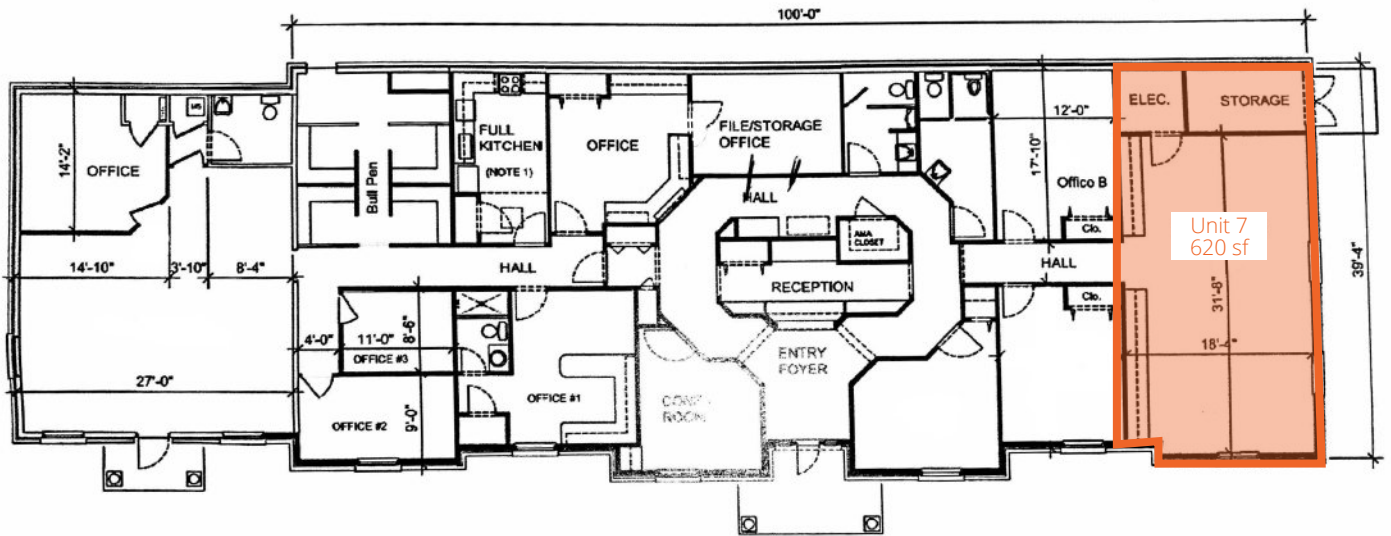 100'-0"
ELEC.
STORAGE
12'-0"
FULL
KITCHEN
(NOTE 1)
OFFICE
FILE/STORAGE
OFFICE
14'-2"
OFFICE
Bull Pen
17'-10"
Offico B
HALL
Clo.
Unit 7
620 sf
AMA
CLOSET
39'-4"
14'-10"
3'-10"
8'-4"
HALL
HALL
RECEPTION
Clo.
31'-8"
4'-0"
11'-0"
8'-6"
OFFICE #3
ENTRY
FOYER
18'-4"
27'-0"
OFFICE #1
ROOM
OFFICE #2
9'-0"